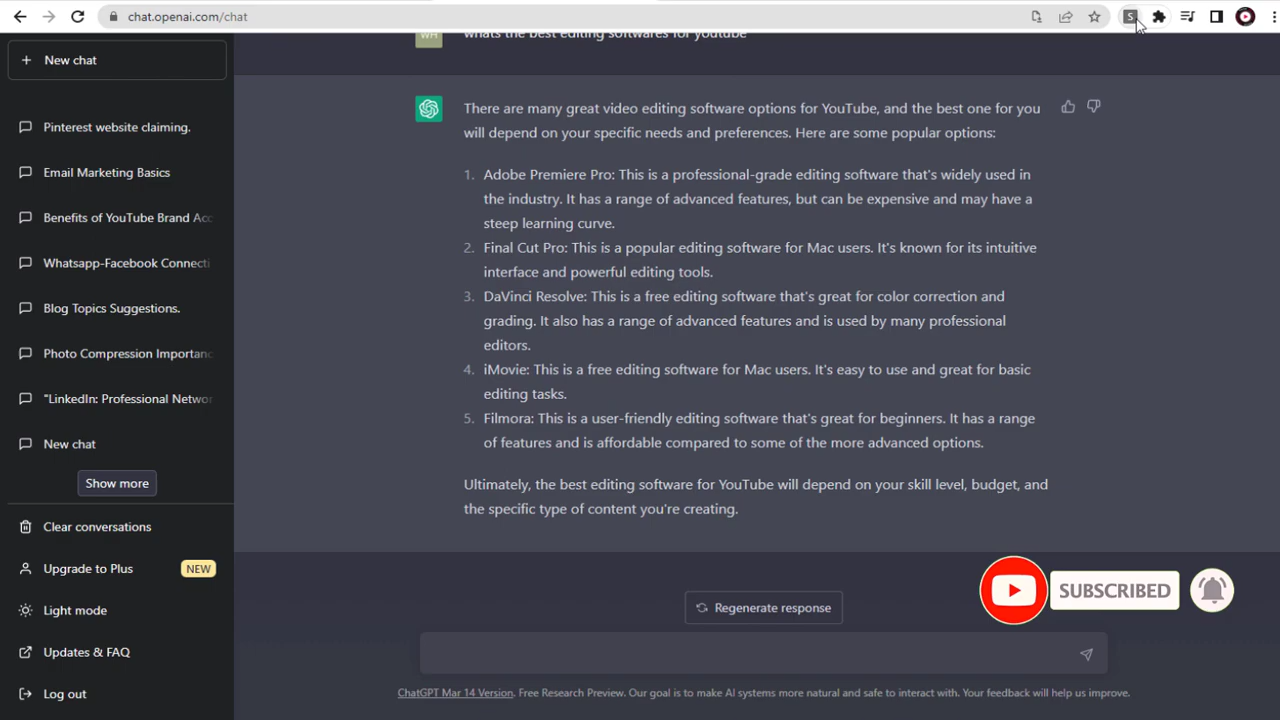 chat.openai.com/chat
S
New chat
Pinterest website claiming.
Email Marketing Basics
Benefits of YouTube Brand Acc
Whatsapp-Facebook Connecti
Blog Topics Suggestions.
Photo Compression Importanc
"LinkedIn: Professional Networ
New chat
Show more
Clear conversations
Upgrade to Plus NEW
Light mode
Updates & FAQ
Log out
WH whats the best editing softwares for youtube
There are many great video editing software options for YouTube, and the best one for you
will depend on your specific needs and preferences. Here are some popular options:
1. Adobe Premiere Pro: This is a professional-grade editing software that's widely used in
the industry. It has a range of advanced features, but can be expensive and may have a
steep learning curve.
2. Final Cut Pro: This is a popular editing software for Mac users. It's known for its intuitive
interface and powerful editing tools.
3. DaVinci Resolve: This is a free editing software that's great for color correction and
grading. It also has a range of advanced features and is used by many professional
editors.
4. iMovie: This is a free editing software for Mac users. It's easy to use and great for basic
editing tasks.
5. Filmora: This is a user-friendly editing software that's great for beginners. It has a range
of features and is affordable compared to some of the more advanced options.
Ultimately, the best editing software for YouTube will depend on your skill level, budget, and
the specific type of content you're creating.
SUBSCRIBED
Regenerate response
ChatGPT Mar 14 Version. Free Research Preview. Our goal is to make AI systems more natural and safe to interact with. Your feedback will help us improve.